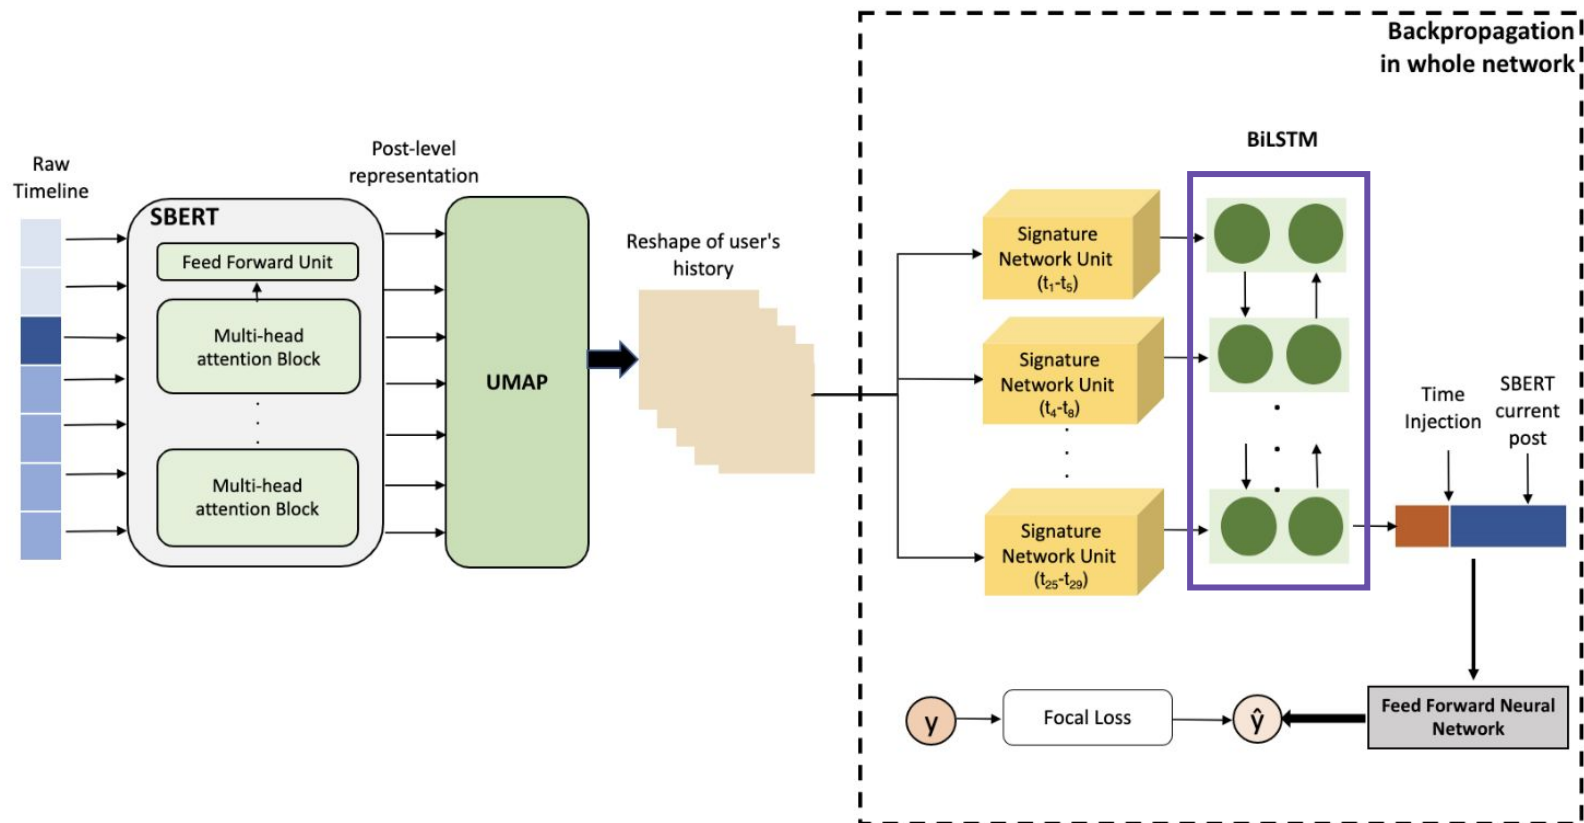 Backpropagation
in whole network
Raw
Timeline
SBERT
Feed Forward Unit
Multi-head
attention Block
Multi-head
attention Block
Post-level
representation
UMAP
Reshape of user's
history
Signature
Network Unit
(t₁-t₅)
Signature
Network Unit
(t₄-t₈)
Signature
Network Unit
(t₂₅-t₂₉)
BiLSTM
Time
Injection
SBERT
current
post
Feed Forward Neural
Network
y
Focal Loss
ŷ